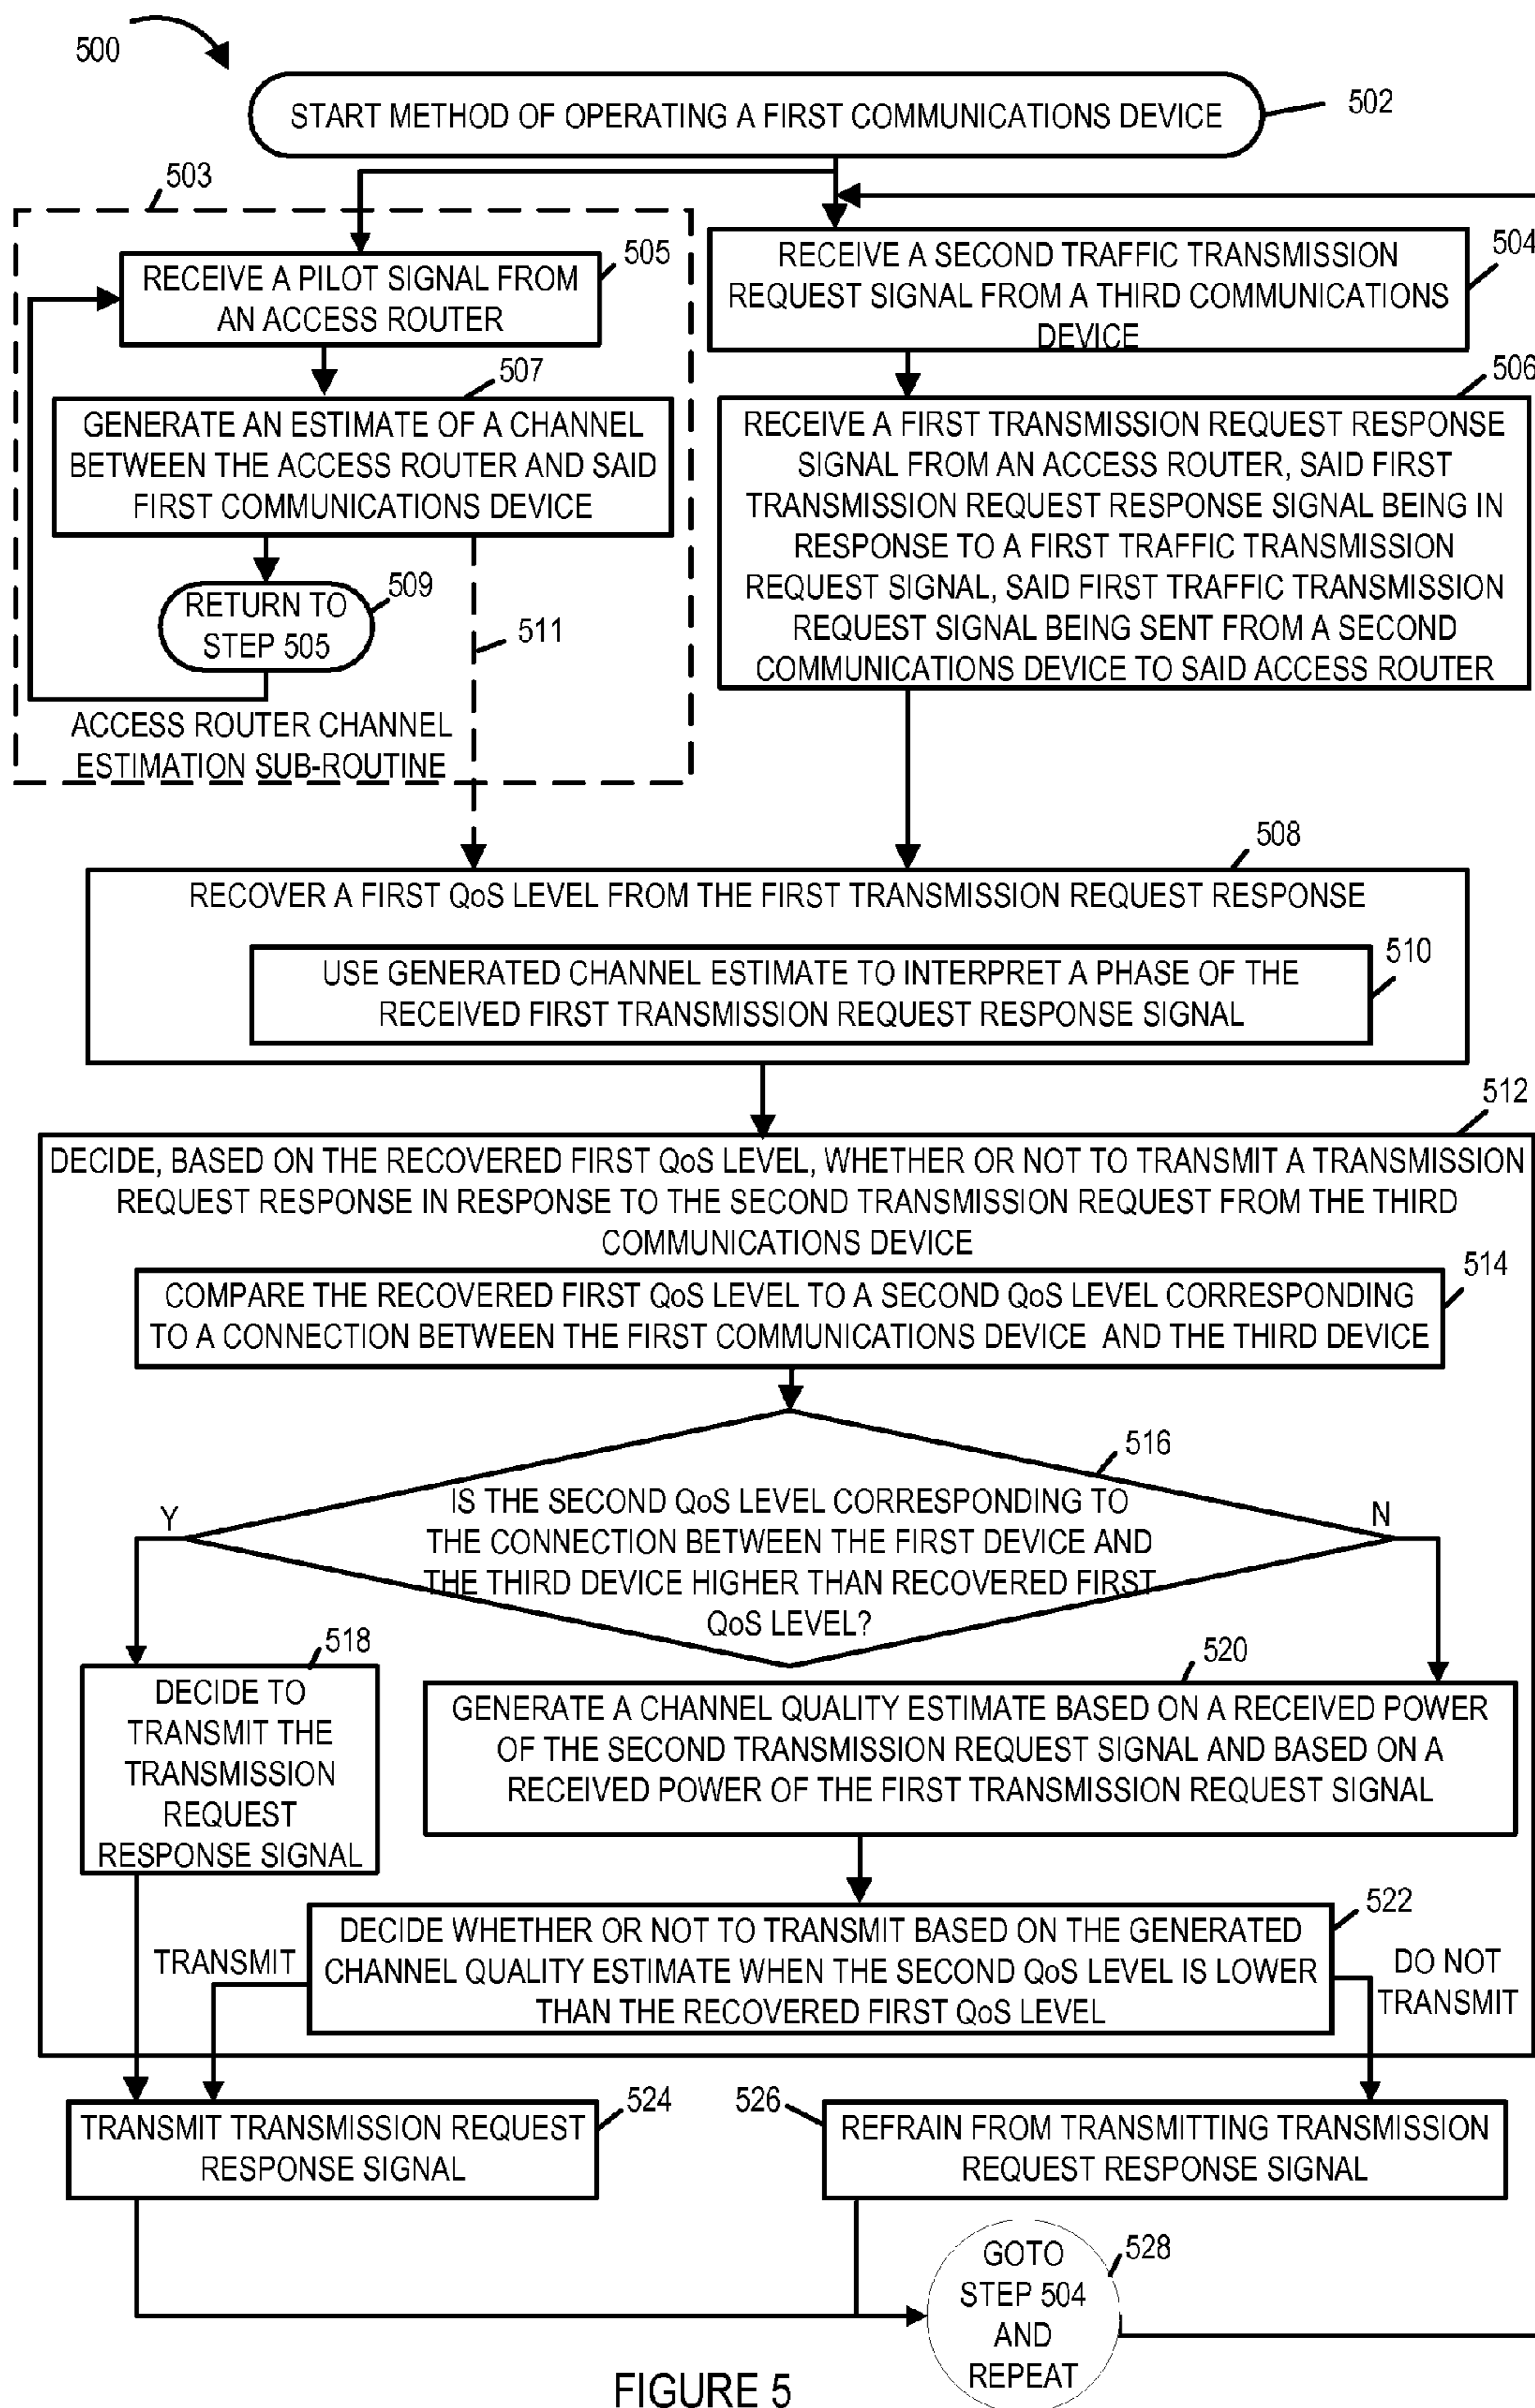 500
START METHOD OF OPERATING A FIRST COMMUNICATIONS DEVICE
502
503
RECEIVE A PILOT SIGNAL FROM
AN ACCESS ROUTER
505
GENERATE AN ESTIMATE OF A CHANNEL
BETWEEN THE ACCESS ROUTER AND SAID
FIRST COMMUNICATIONS DEVICE
507
RETURN TO
STEP 505
509
511
ACCESS ROUTER CHANNEL
ESTIMATION SUB-ROUTINE
RECEIVE A SECOND TRAFFIC TRANSMISSION
REQUEST SIGNAL FROM A THIRD COMMUNICATIONS
DEVICE
504
506
RECEIVE A FIRST TRANSMISSION REQUEST RESPONSE
SIGNAL FROM AN ACCESS ROUTER, SAID FIRST
TRANSMISSION REQUEST RESPONSE SIGNAL BEING IN
RESPONSE TO A FIRST TRAFFIC TRANSMISSION
REQUEST SIGNAL, SAID FIRST TRAFFIC TRANSMISSION
REQUEST SIGNAL BEING SENT FROM A SECOND
COMMUNICATIONS DEVICE TO SAID ACCESS ROUTER
508
RECOVER A FIRST QoS LEVEL FROM THE FIRST TRANSMISSION REQUEST RESPONSE
USE GENERATED CHANNEL ESTIMATE TO INTERPRET A PHASE OF THE
RECEIVED FIRST TRANSMISSION REQUEST RESPONSE SIGNAL
510
512
DECIDE, BASED ON THE RECOVERED FIRST QoS LEVEL, WHETHER OR NOT TO TRANSMIT A TRANSMISSION
REQUEST RESPONSE IN RESPONSE TO THE SECOND TRANSMISSION REQUEST FROM THE THIRD
COMMUNICATIONS DEVICE
514
COMPARE THE RECOVERED FIRST QoS LEVEL TO A SECOND QoS LEVEL CORRESPONDING
TO A CONNECTION BETWEEN THE FIRST COMMUNICATIONS DEVICE AND THE THIRD DEVICE
516
IS THE SECOND QoS LEVEL CORRESPONDING TO
THE CONNECTION BETWEEN THE FIRST DEVICE AND
THE THIRD DEVICE HIGHER THAN RECOVERED FIRST
QoS LEVEL?
Y
N
518
DECIDE TO
TRANSMIT THE
TRANSMISSION
REQUEST
RESPONSE SIGNAL
520
GENERATE A CHANNEL QUALITY ESTIMATE BASED ON A RECEIVED POWER
OF THE SECOND TRANSMISSION REQUEST SIGNAL AND BASED ON A
RECEIVED POWER OF THE FIRST TRANSMISSION REQUEST SIGNAL
522
DECIDE WHETHER OR NOT TO TRANSMIT BASED ON THE GENERATED
CHANNEL QUALITY ESTIMATE WHEN THE SECOND QoS LEVEL IS LOWER
THAN THE RECOVERED FIRST QoS LEVEL
TRANSMIT
DO NOT
TRANSMIT
TRANSMIT TRANSMISSION REQUEST
RESPONSE SIGNAL
524
526
REFRAIN FROM TRANSMITTING TRANSMISSION
REQUEST RESPONSE SIGNAL
GOTO
STEP 504
AND
REPEAT
528
FIGURE 5